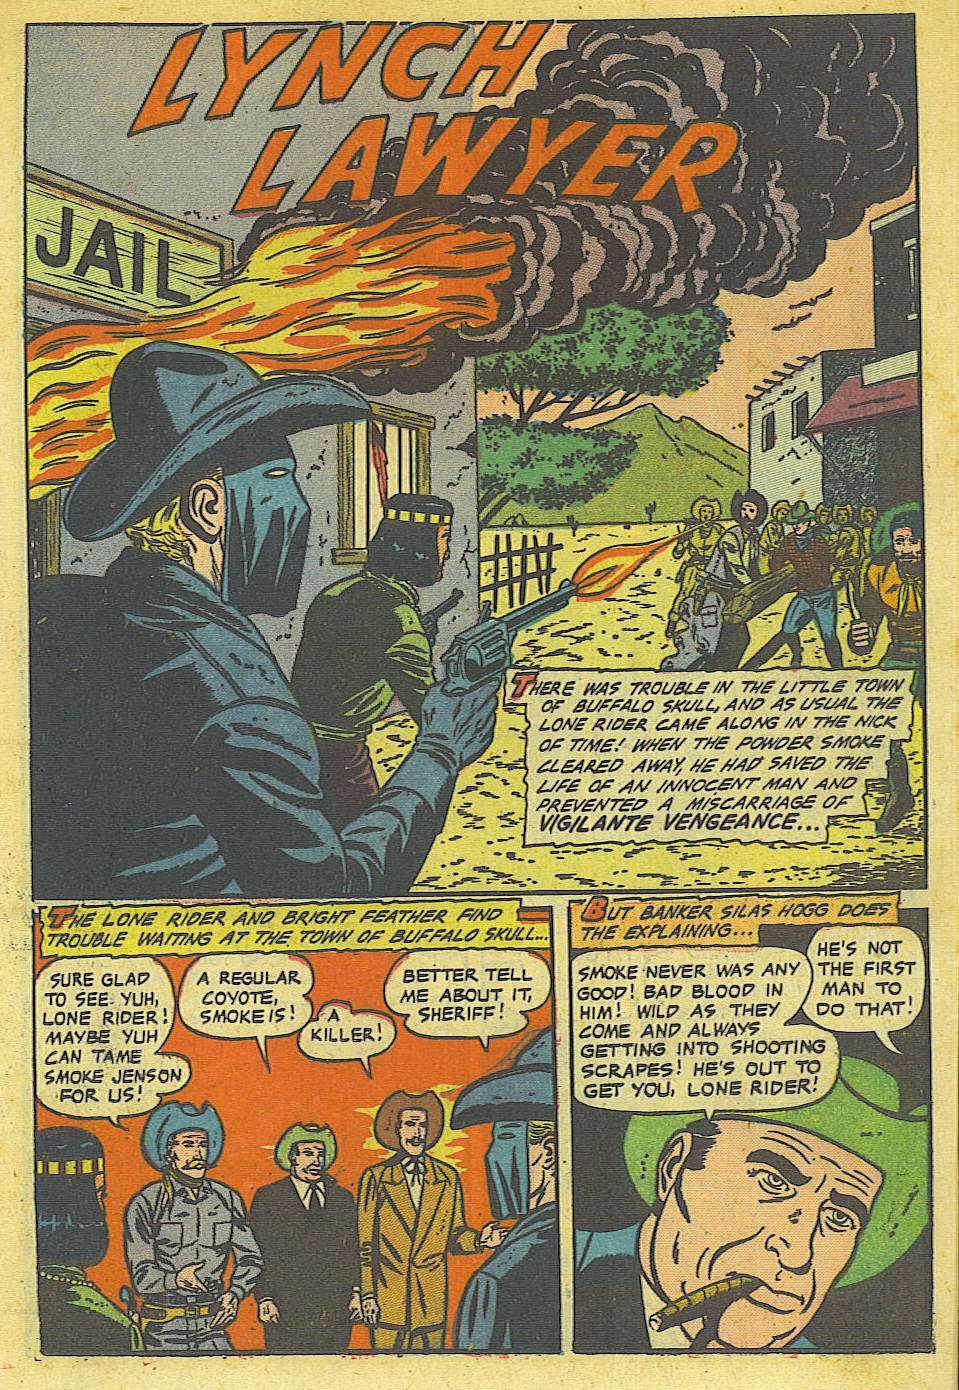 LYNCH
LAWYER
JAIL
THERE WAS TROUBLE IN THE LITTLE TOWN
OF BUFFALO SKULL, AND AS USUAL THE
LONE RIDER CAME ALONG IN THE NICK
OF TIME! WHEN THE POWDER SMOKE
CLEARED AWAY, HE HAD SAVED THE
LIFE OF AN INNOCENT MAN AND
PREVENTED A MISCARRIAGE OF
VIGILANTE VENGEANCE...
THE LONE RIDER AND BRIGHT FEATHER FIND
TROUBLE WAITING AT THE TOWN OF BUFFALO SKULL...
SURE GLAD
TO SEE YUH,
LONE RIDER!
MAYBE YUH
CAN TAME
SMOKE JENSON
FOR US!
A REGULAR
COYOTE,
SMOKE IS!
A
KILLER!
BETTER TELL
ME ABOUT IT,
SHERIFF!
BUT BANKER SILAS HOGG DOES
THE EXPLAINING...
SMOKE NEVER WAS ANY
GOOD! BAD BLOOD IN
HIM! WILD AS THEY
COME AND ALWAYS
GETTING INTO SHOOTING
SCRAPES! HE'S OUT TO
GET YOU, LONE RIDER!
HE'S NOT
THE FIRST
MAN TO
DO THAT!